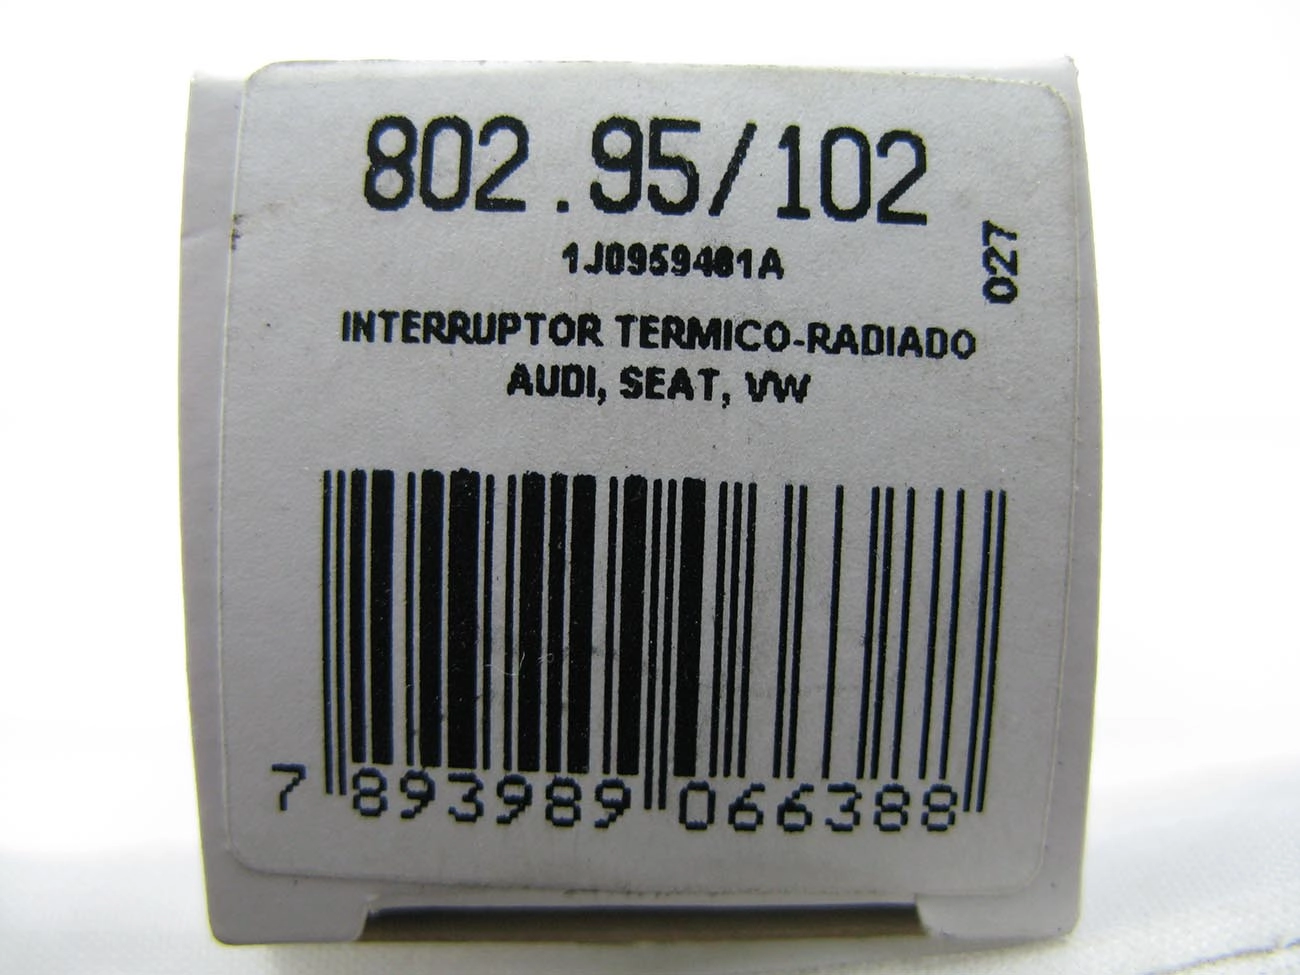 802.95/102
1J0959481A
027
INTERRUPTOR TERMICO-RADIADO
AUDI, SEAT, VW
7 893989 066388